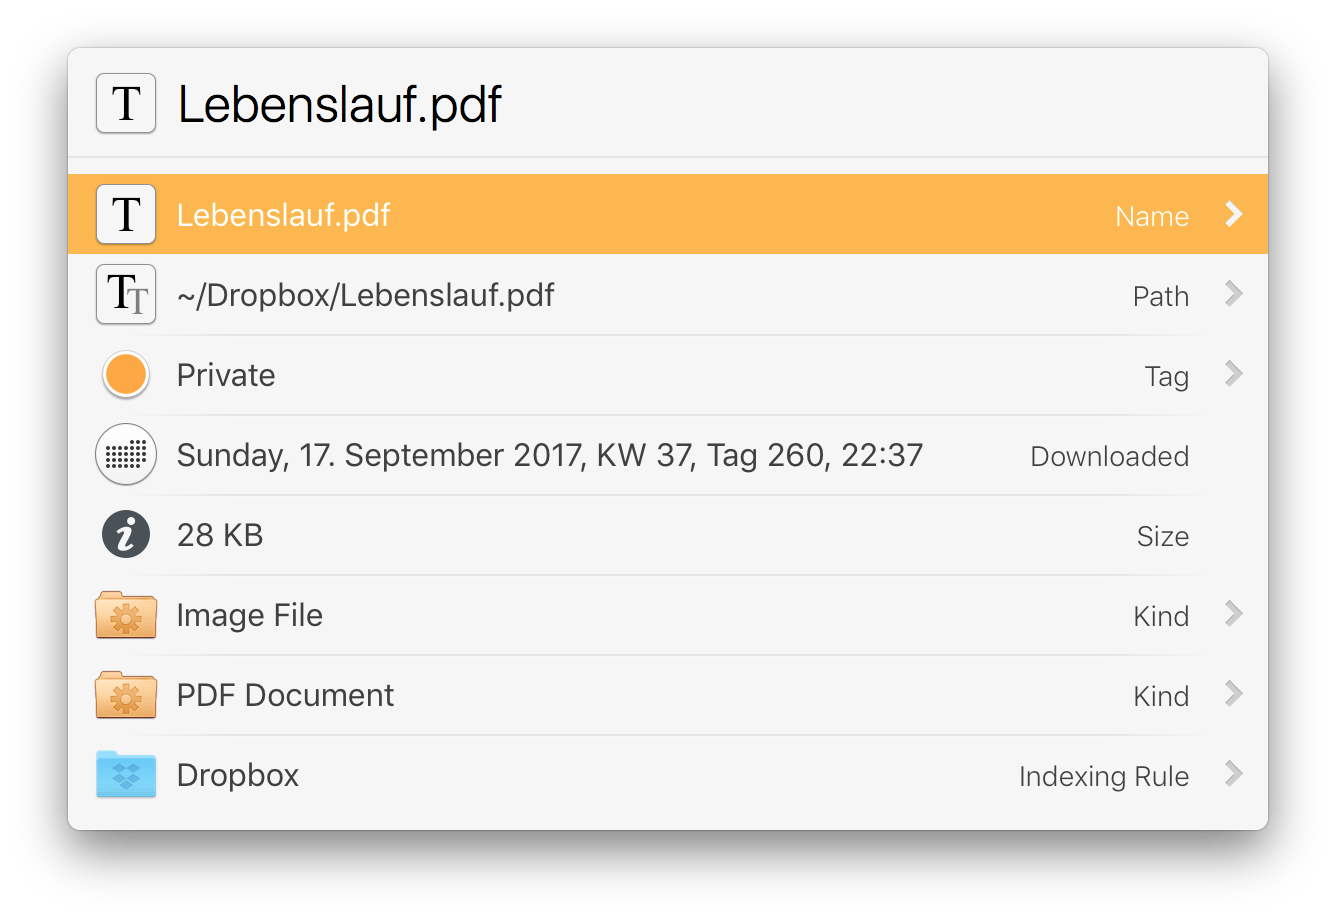 T Lebenslauf.pdf
T Lebenslauf.pdf Name
TT ~/Dropbox/Lebenslauf.pdf Path
Private Tag
Sunday, 17. September 2017, KW 37, Tag 260, 22:37 Downloaded
i 28 KB Size
Image File Kind
PDF Document Kind
Dropbox Indexing Rule